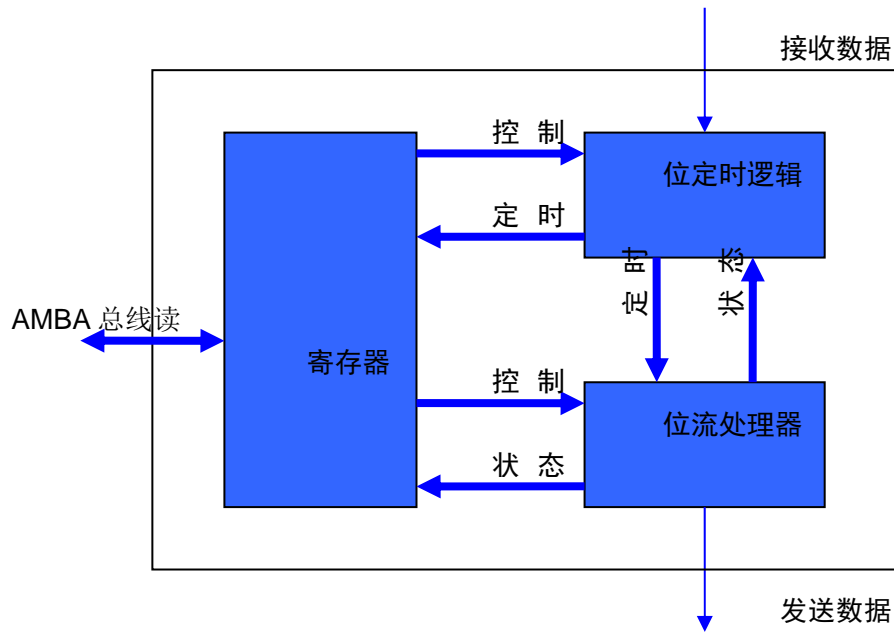 接收数据
控 制
位定时逻辑
定 时
定 时
状 态
AMBA 总线读
寄存器
控 制
位流处理器
状 态
发送数据